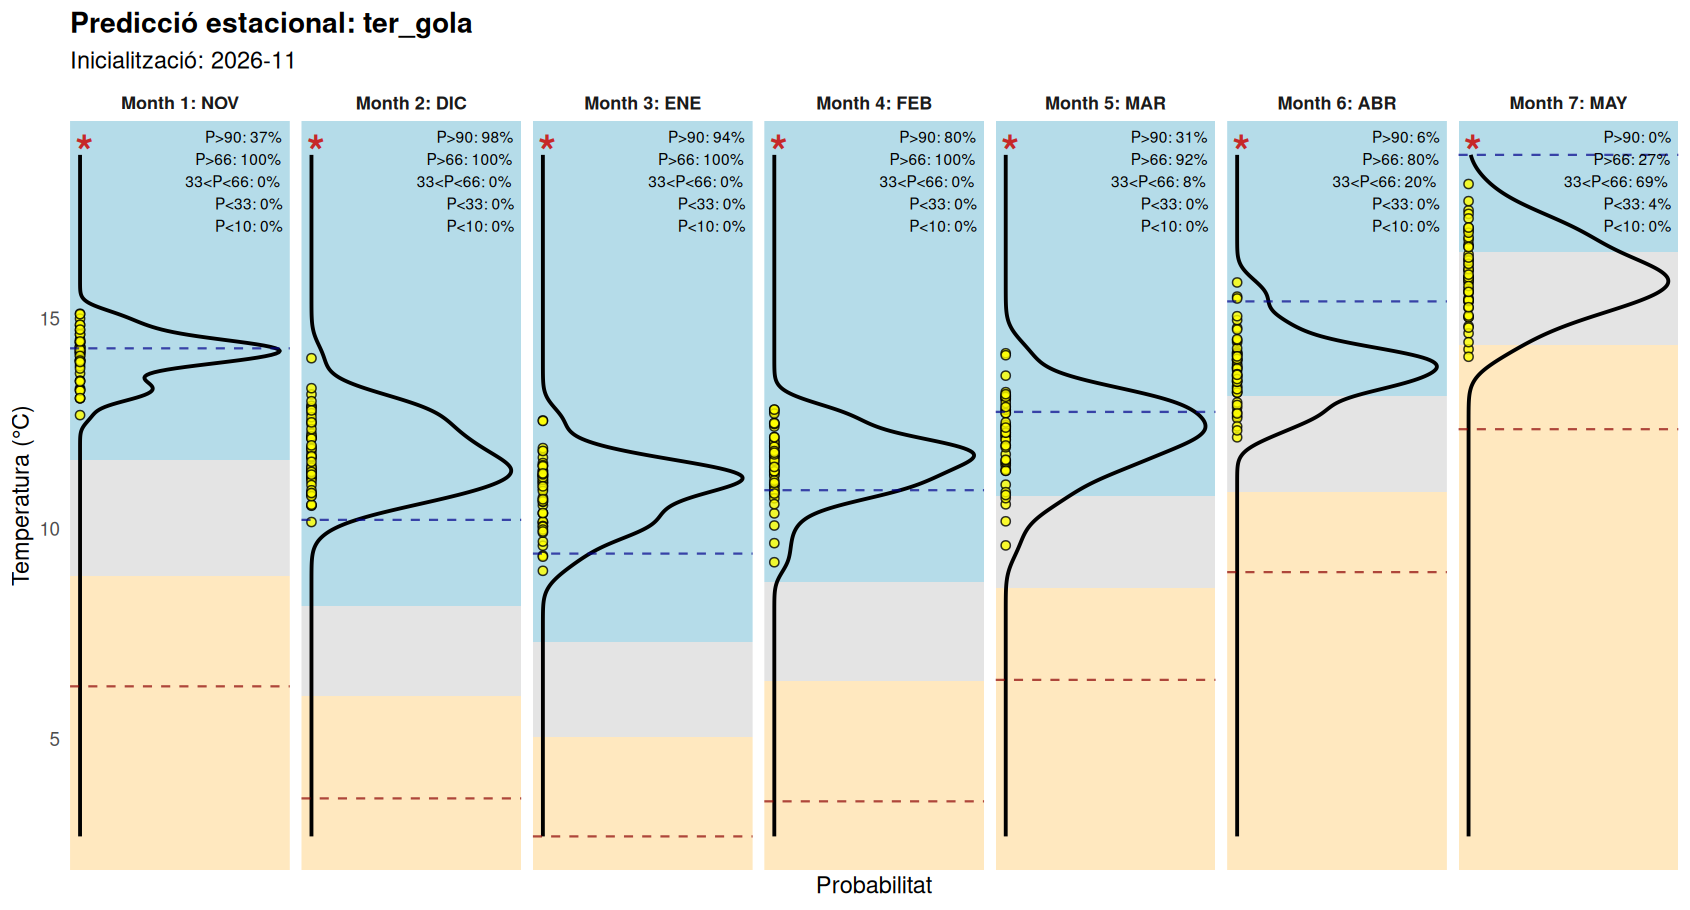 Predicció estacional: ter_gola
Inicialització: 2026-11
Month 1: NOV
Month 2: DIC
Month 3: ENE
Month 4: FEB
Month 5: MAR
Month 6: ABR
Month 7: MAY
*
P>90: 37%
P>66: 100%
33<P<66: 0%
P<33: 0%
P<10: 0%
*
P>90: 98%
P>66: 100%
33<P<66: 0%
P<33: 0%
P<10: 0%
*
P>90: 94%
P>66: 100%
33<P<66: 0%
P<33: 0%
P<10: 0%
*
P>90: 80%
P>66: 100%
33<P<66: 0%
P<33: 0%
P<10: 0%
*
P>90: 31%
P>66: 92%
33<P<66: 8%
P<33: 0%
P<10: 0%
*
P>90: 6%
P>66: 80%
33<P<66: 20%
P<33: 0%
P<10: 0%
*
P>90: 0%
P>66: 27%
33<P<66: 69%
P<33: 4%
P<10: 0%
15
10
5
Temperatura (°C)
Probabilitat